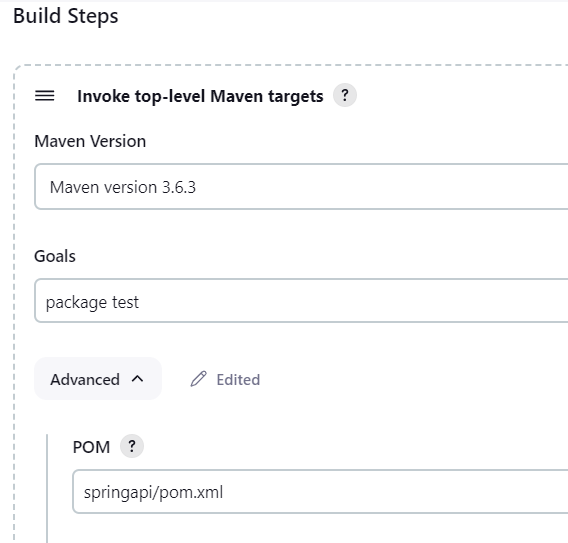 Build Steps
Invoke top-level Maven targets ?
Maven Version
Maven version 3.6.3
Goals
package test
Advanced Edited
POM ?
springapi/pom.xml